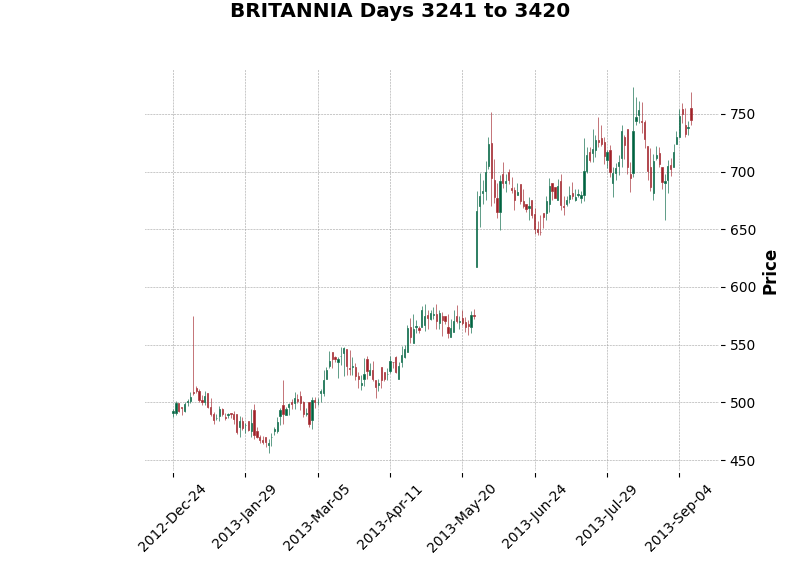 BRITANNIA Days 3241 to 3420
750
700
650
600
550
500
450
Price
2012-Dec-24
2013-Jan-29
2013-Mar-05
2013-Apr-11
2013-May-20
2013-Jun-24
2013-Jul-29
2013-Sep-04